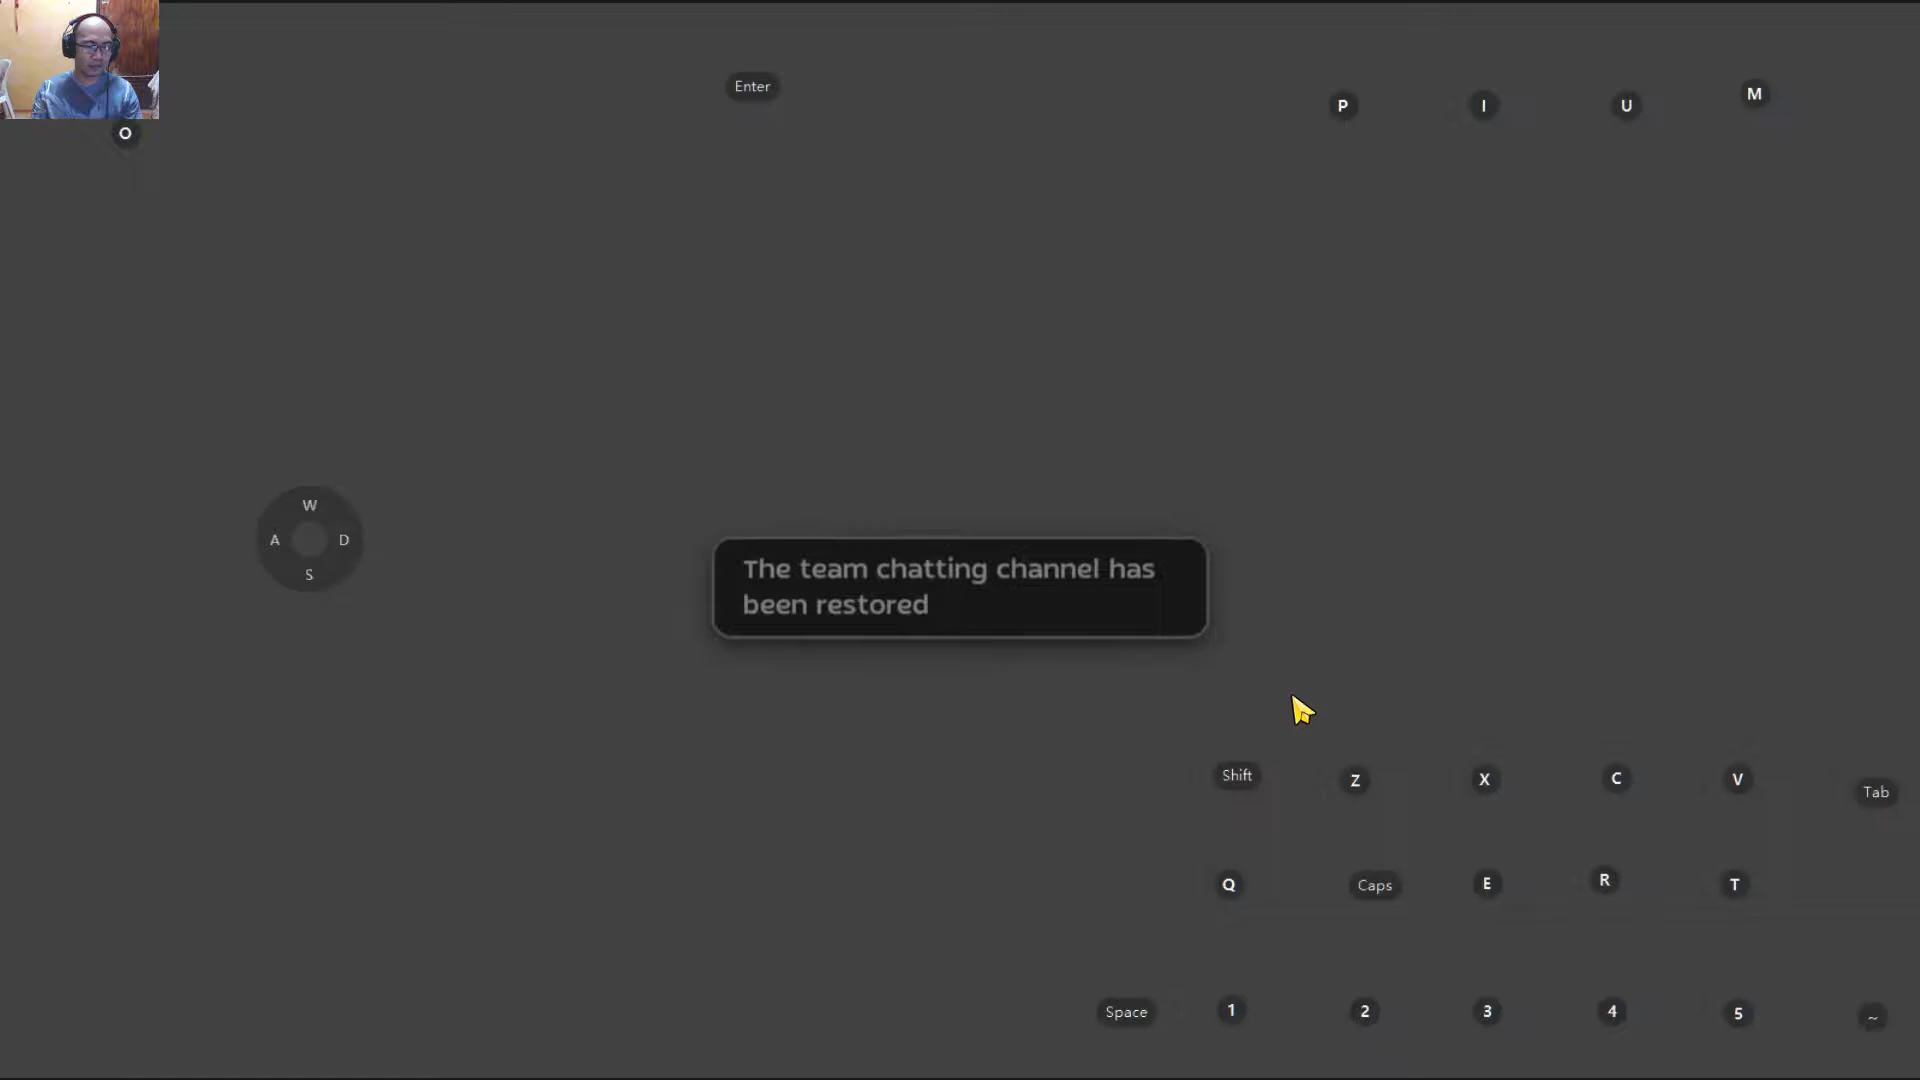 Enter
P I U M
O
W
A D
S
The team chatting channel has
been restored
Shift Z X C V Tab
Q Caps E R T
Space 1 2 3 4 5 ~